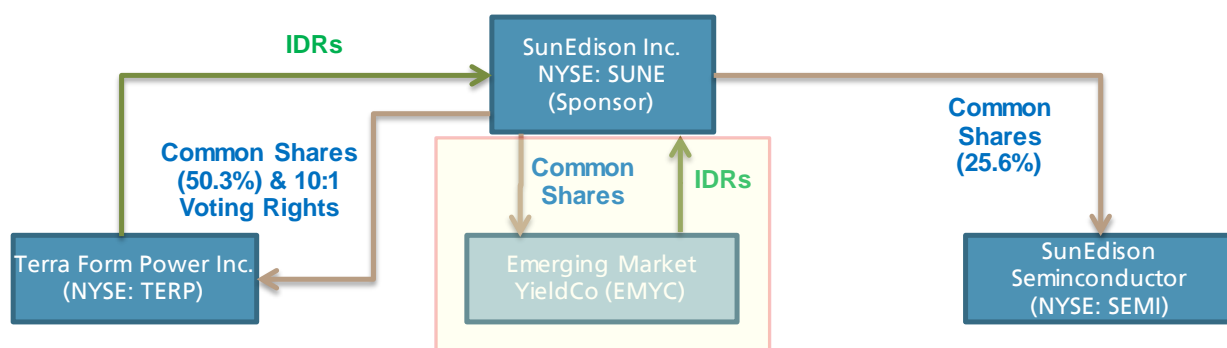 IDRs
SunEdison Inc.
NYSE: SUNE
(Sponsor)
Common Shares
(50.3%) & 10:1
Voting Rights
Common
Shares
IDRs
Common
Shares
(25.6%)
Terra Form Power Inc.
(NYSE: TERP)
Emerging Market
YieldCo (EMYC)
SunEdison
Seminconductor
(NYSE: SEMI)